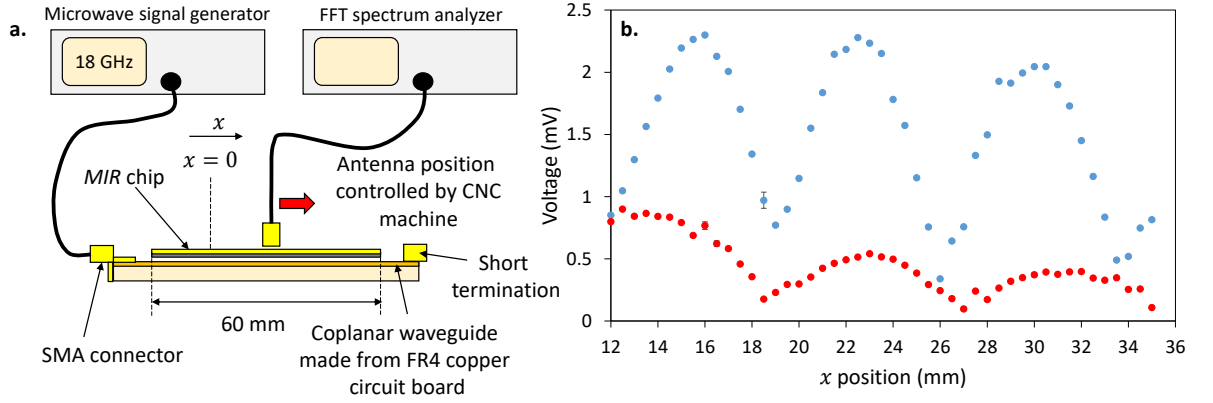 a.
Microwave signal generator
FFT spectrum analyzer
18 GHz
x
x = 0
MIR chip
Antenna position
controlled by CNC
machine
Short
termination
60 mm
SMA connector
Coplanar waveguide
made from FR4 copper
circuit board
b.
Voltage (mV)
2.5
2
1.5
1
0.5
0
12 14 16 18 20 22 24 26 28 30 32 34 36
x position (mm)